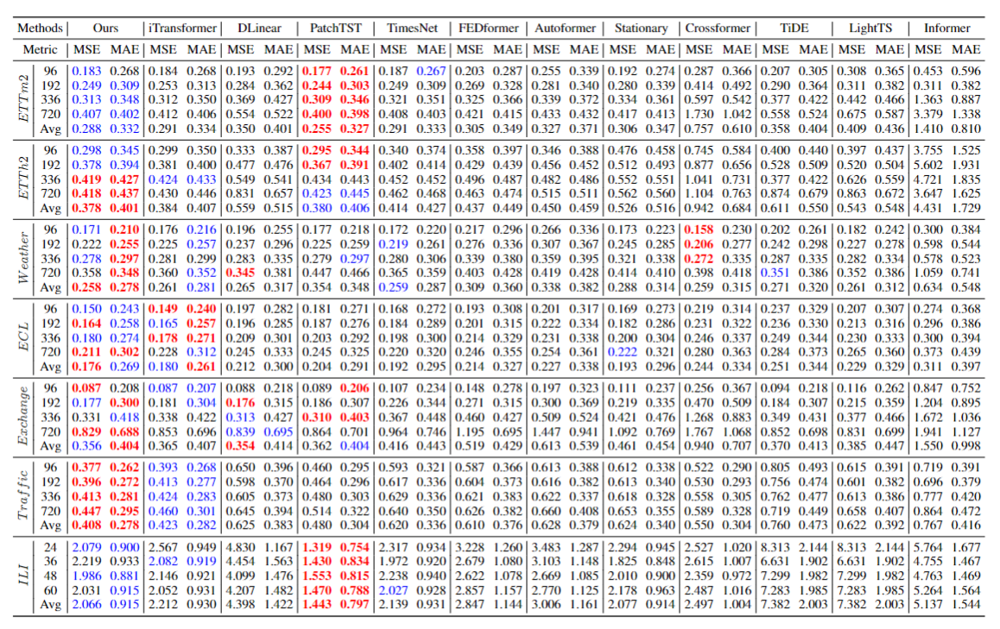 Methods Ours iTransformer DLinear PatchTST TimesNet FEDformer Autoformer Stationary Crossformer TiDE LightTS Informer
Metric MSE MAE MSE MAE MSE MAE MSE MAE MSE MAE MSE MAE MSE MAE MSE MAE MSE MAE MSE MAE MSE MAE MSE MAE
ETTm2
96 0.183 0.268 0.184 0.268 0.193 0.292 0.177 0.261 0.187 0.267 0.203 0.287 0.255 0.339 0.192 0.274 0.287 0.366 0.207 0.305 0.308 0.365 0.453 0.596
192 0.249 0.309 0.253 0.313 0.284 0.362 0.244 0.303 0.249 0.309 0.269 0.328 0.281 0.340 0.280 0.339 0.414 0.492 0.290 0.364 0.311 0.382 0.311 0.382
336 0.313 0.348 0.312 0.350 0.369 0.427 0.309 0.346 0.321 0.351 0.325 0.366 0.339 0.372 0.334 0.361 0.597 0.542 0.377 0.422 0.442 0.466 1.363 0.887
720 0.407 0.402 0.412 0.406 0.554 0.522 0.400 0.398 0.408 0.403 0.421 0.415 0.433 0.432 0.417 0.413 1.730 1.042 0.558 0.524 0.675 0.587 3.379 1.338
Avg 0.288 0.332 0.291 0.334 0.350 0.401 0.255 0.327 0.291 0.333 0.305 0.349 0.327 0.371 0.306 0.347 0.757 0.610 0.358 0.404 0.409 0.436 1.410 0.810
ETTh2
96 0.298 0.345 0.299 0.350 0.333 0.387 0.295 0.344 0.340 0.374 0.358 0.397 0.346 0.388 0.476 0.458 0.745 0.584 0.400 0.440 0.397 0.437 3.755 1.525
192 0.378 0.394 0.381 0.400 0.477 0.476 0.367 0.391 0.402 0.414 0.429 0.439 0.456 0.452 0.512 0.493 0.877 0.656 0.528 0.509 0.520 0.504 5.602 1.931
336 0.419 0.427 0.424 0.433 0.549 0.541 0.434 0.443 0.452 0.452 0.496 0.487 0.482 0.486 0.552 0.551 1.041 0.731 0.377 0.422 0.626 0.559 4.721 1.835
720 0.418 0.437 0.430 0.446 0.831 0.657 0.423 0.445 0.462 0.468 0.463 0.474 0.515 0.511 0.562 0.560 1.104 0.763 0.874 0.679 0.863 0.672 3.647 1.625
Avg 0.378 0.401 0.384 0.407 0.559 0.515 0.380 0.406 0.414 0.427 0.437 0.449 0.450 0.459 0.526 0.516 0.942 0.684 0.611 0.550 0.543 0.548 4.431 1.729
Weather
96 0.171 0.210 0.176 0.216 0.196 0.255 0.177 0.218 0.172 0.220 0.217 0.296 0.266 0.336 0.173 0.223 0.158 0.230 0.202 0.261 0.182 0.242 0.300 0.384
192 0.222 0.255 0.225 0.257 0.237 0.296 0.225 0.259 0.219 0.261 0.276 0.336 0.307 0.367 0.245 0.285 0.206 0.277 0.242 0.298 0.227 0.278 0.598 0.544
336 0.278 0.297 0.281 0.299 0.283 0.335 0.279 0.297 0.280 0.306 0.339 0.380 0.359 0.395 0.321 0.338 0.272 0.335 0.287 0.335 0.282 0.334 0.578 0.523
720 0.358 0.348 0.360 0.352 0.345 0.381 0.447 0.466 0.365 0.359 0.403 0.428 0.419 0.428 0.414 0.410 0.398 0.418 0.351 0.386 0.352 0.386 1.059 0.741
Avg 0.258 0.278 0.261 0.281 0.265 0.317 0.354 0.348 0.259 0.287 0.309 0.360 0.338 0.382 0.288 0.314 0.259 0.315 0.271 0.320 0.261 0.312 0.634 0.548
ECL
96 0.150 0.243 0.149 0.240 0.197 0.282 0.181 0.271 0.168 0.272 0.193 0.308 0.201 0.317 0.169 0.273 0.219 0.314 0.237 0.329 0.207 0.307 0.274 0.368
192 0.164 0.258 0.165 0.257 0.196 0.285 0.187 0.276 0.184 0.289 0.201 0.315 0.222 0.334 0.182 0.286 0.231 0.322 0.236 0.330 0.213 0.316 0.296 0.386
336 0.180 0.274 0.178 0.271 0.209 0.301 0.203 0.292 0.198 0.300 0.214 0.329 0.231 0.338 0.200 0.304 0.246 0.337 0.249 0.344 0.230 0.333 0.300 0.394
720 0.211 0.302 0.228 0.312 0.245 0.333 0.245 0.325 0.220 0.320 0.246 0.355 0.254 0.361 0.222 0.321 0.280 0.363 0.284 0.373 0.265 0.360 0.373 0.439
Avg 0.176 0.269 0.180 0.261 0.212 0.300 0.204 0.291 0.192 0.295 0.214 0.327 0.227 0.338 0.193 0.296 0.244 0.334 0.251 0.344 0.229 0.329 0.311 0.397
Exchange
96 0.087 0.208 0.087 0.207 0.088 0.218 0.089 0.206 0.107 0.234 0.148 0.278 0.197 0.323 0.111 0.237 0.256 0.367 0.094 0.218 0.116 0.262 0.847 0.752
192 0.177 0.300 0.181 0.304 0.176 0.315 0.186 0.307 0.226 0.344 0.271 0.315 0.300 0.369 0.219 0.335 0.470 0.509 0.184 0.307 0.215 0.359 1.204 0.895
336 0.331 0.418 0.338 0.422 0.313 0.427 0.310 0.403 0.367 0.448 0.460 0.427 0.509 0.524 0.421 0.476 1.268 0.883 0.349 0.431 0.377 0.466 1.672 1.036
720 0.829 0.688 0.853 0.696 0.839 0.695 0.864 0.701 0.964 0.746 1.195 0.695 1.447 0.941 1.092 0.769 1.767 1.068 0.852 0.698 0.831 0.699 1.941 1.127
Avg 0.356 0.404 0.365 0.407 0.354 0.414 0.362 0.404 0.416 0.443 0.519 0.429 0.613 0.539 0.461 0.454 0.940 0.707 0.370 0.413 0.385 0.447 1.550 0.998
Traffic
96 0.377 0.262 0.393 0.268 0.650 0.396 0.460 0.295 0.593 0.321 0.587 0.366 0.613 0.388 0.612 0.338 0.522 0.290 0.805 0.493 0.615 0.391 0.719 0.391
192 0.396 0.272 0.413 0.277 0.598 0.370 0.464 0.296 0.617 0.336 0.604 0.373 0.616 0.382 0.613 0.340 0.530 0.293 0.756 0.474 0.601 0.382 0.696 0.379
336 0.413 0.281 0.424 0.283 0.605 0.373 0.480 0.303 0.629 0.336 0.621 0.383 0.622 0.337 0.618 0.328 0.558 0.305 0.762 0.477 0.613 0.386 0.777 0.420
720 0.447 0.295 0.460 0.301 0.645 0.394 0.514 0.322 0.640 0.350 0.626 0.382 0.660 0.408 0.653 0.355 0.589 0.328 0.719 0.449 0.658 0.407 0.864 0.472
Avg 0.408 0.278 0.423 0.282 0.625 0.383 0.480 0.304 0.620 0.336 0.610 0.376 0.628 0.379 0.624 0.340 0.550 0.304 0.760 0.473 0.622 0.392 0.767 0.416
ILI
24 2.079 0.900 2.567 0.949 4.830 1.167 1.319 0.754 2.317 0.934 3.228 1.260 3.483 1.287 2.294 0.945 2.527 1.020 8.313 2.144 8.313 2.144 5.764 1.677
36 2.219 0.933 2.082 0.919 4.454 1.563 1.430 0.834 1.972 0.920 2.679 1.080 3.103 1.148 1.825 0.848 2.615 1.007 6.631 1.902 6.631 1.902 4.755 1.467
48 1.986 0.881 2.146 0.921 4.099 1.476 1.553 0.815 2.238 0.940 2.622 1.078 2.669 1.085 2.010 0.900 2.359 0.972 7.299 1.982 7.299 1.982 4.763 1.469
60 2.031 0.915 2.052 0.931 4.207 1.482 1.470 0.788 2.027 0.928 2.857 1.157 2.770 1.125 2.178 0.963 2.487 1.016 7.283 1.985 7.283 1.985 5.264 1.564
Avg 2.066 0.915 2.212 0.930 4.398 1.422 1.443 0.797 2.139 0.931 2.847 1.144 3.006 1.161 2.077 0.914 2.497 1.004 7.382 2.003 7.382 2.003 5.137 1.544